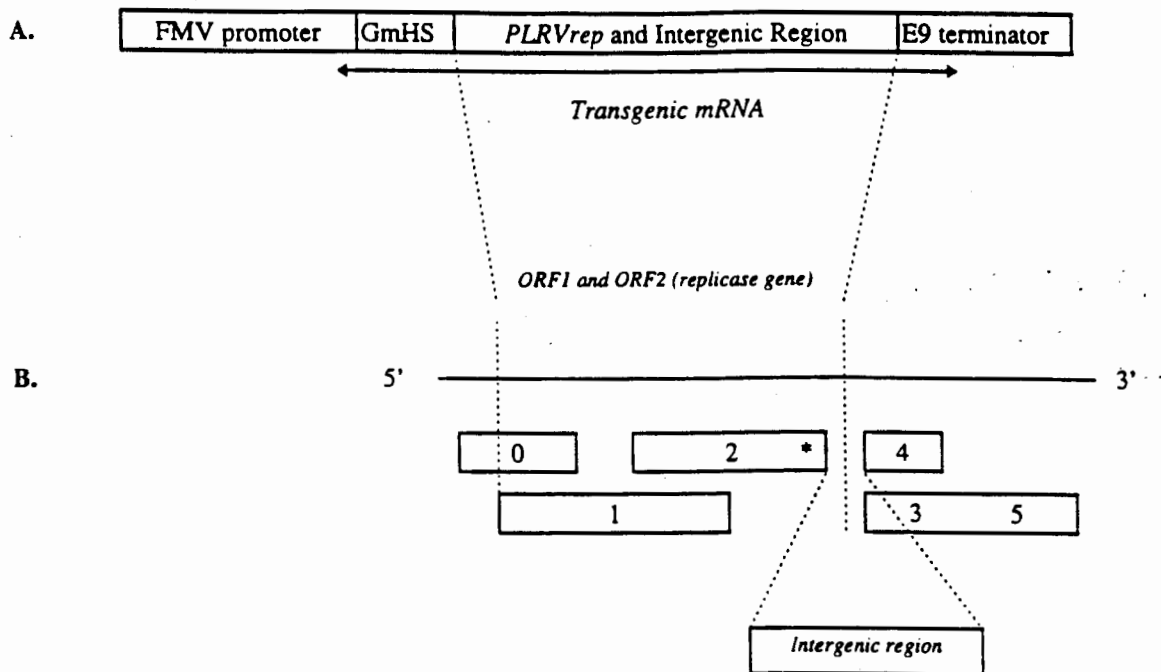 A.
FMV promoter GmHS PLRVrep and Intergenic Region E9 terminator
Transgenic mRNA
ORF1 and ORF2 (replicase gene)
B.
5' 3'
0 2 * 4
1 3 5
Intergenic region